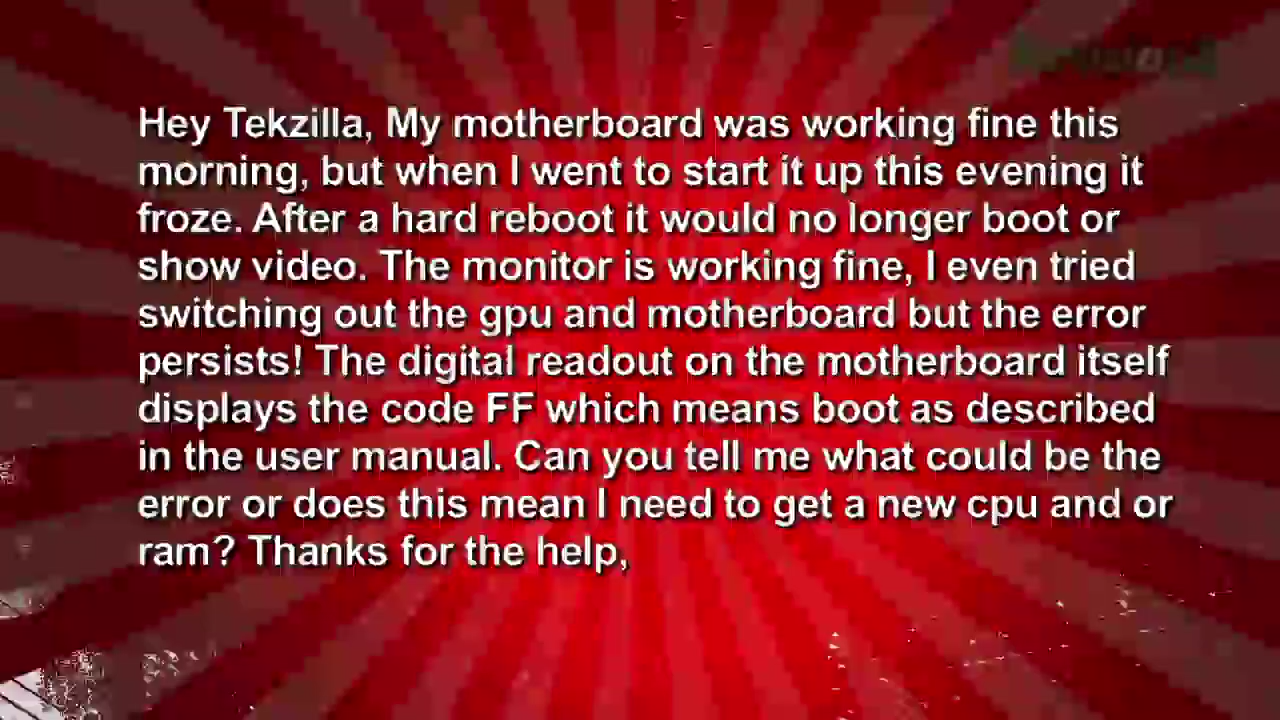 Hey Tekzilla, My motherboard was working fine this
morning, but when I went to start it up this evening it
froze. After a hard reboot it would no longer boot or
show video. The monitor is working fine, I even tried
switching out the gpu and motherboard but the error
persists! The digital readout on the motherboard itself
displays the code FF which means boot as described
in the user manual. Can you tell me what could be the
error or does this mean I need to get a new cpu and or
ram? Thanks for the help,